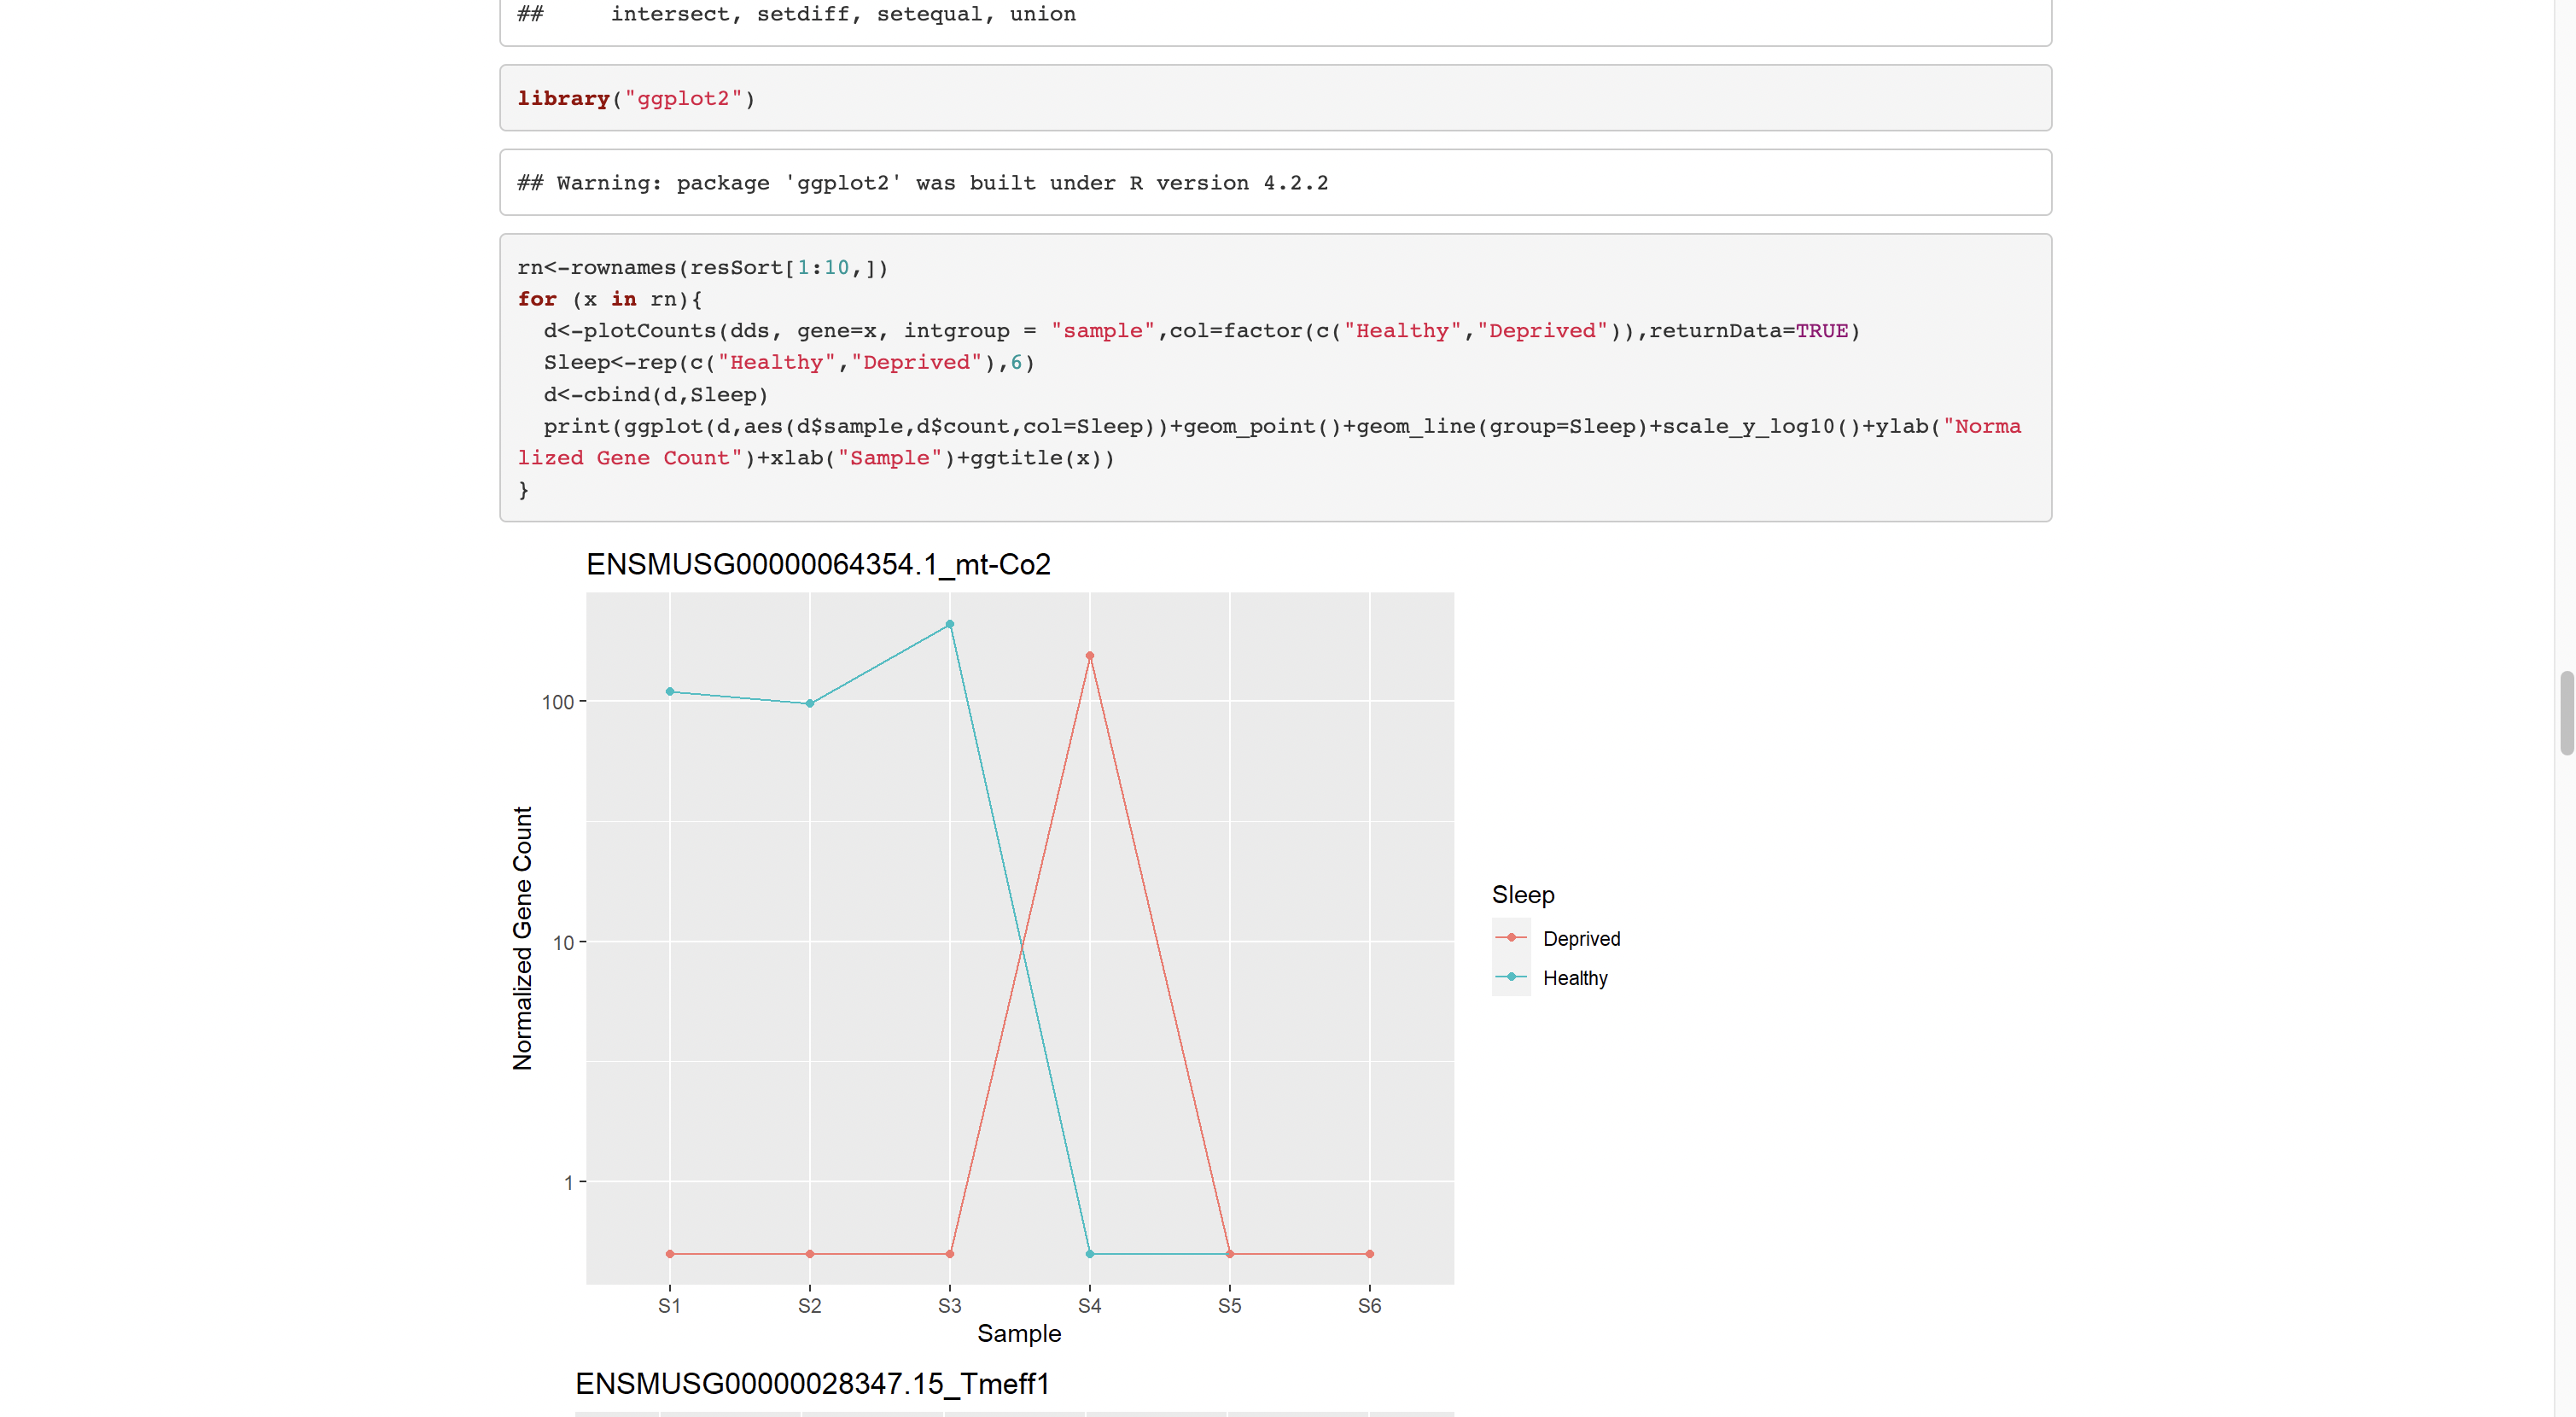 ##     intersect, setdiff, setequal, union
library("ggplot2")
## Warning: package 'ggplot2' was built under R version 4.2.2
rn<-rownames(resSort[1:10,])
for (x in rn){
  d<-plotCounts(dds, gene=x, intgroup = "sample",col=factor(c("Healthy","Deprived")),returnData=TRUE)
  Sleep<-rep(c("Healthy","Deprived"),6)
  d<-cbind(d,Sleep)
  print(ggplot(d,aes(d$sample,d$count,col=Sleep))+geom_point()+geom_line(group=Sleep)+scale_y_log10()+ylab("Norma
lized Gene Count")+xlab("Sample")+ggtitle(x))
}
ENSMUSG00000064354.1_mt-Co2
100
10
1
Normalized Gene Count
S1 S2 S3 S4 S5 S6
Sample
Sleep
Deprived
Healthy
ENSMUSG00000028347.15_Tmeff1